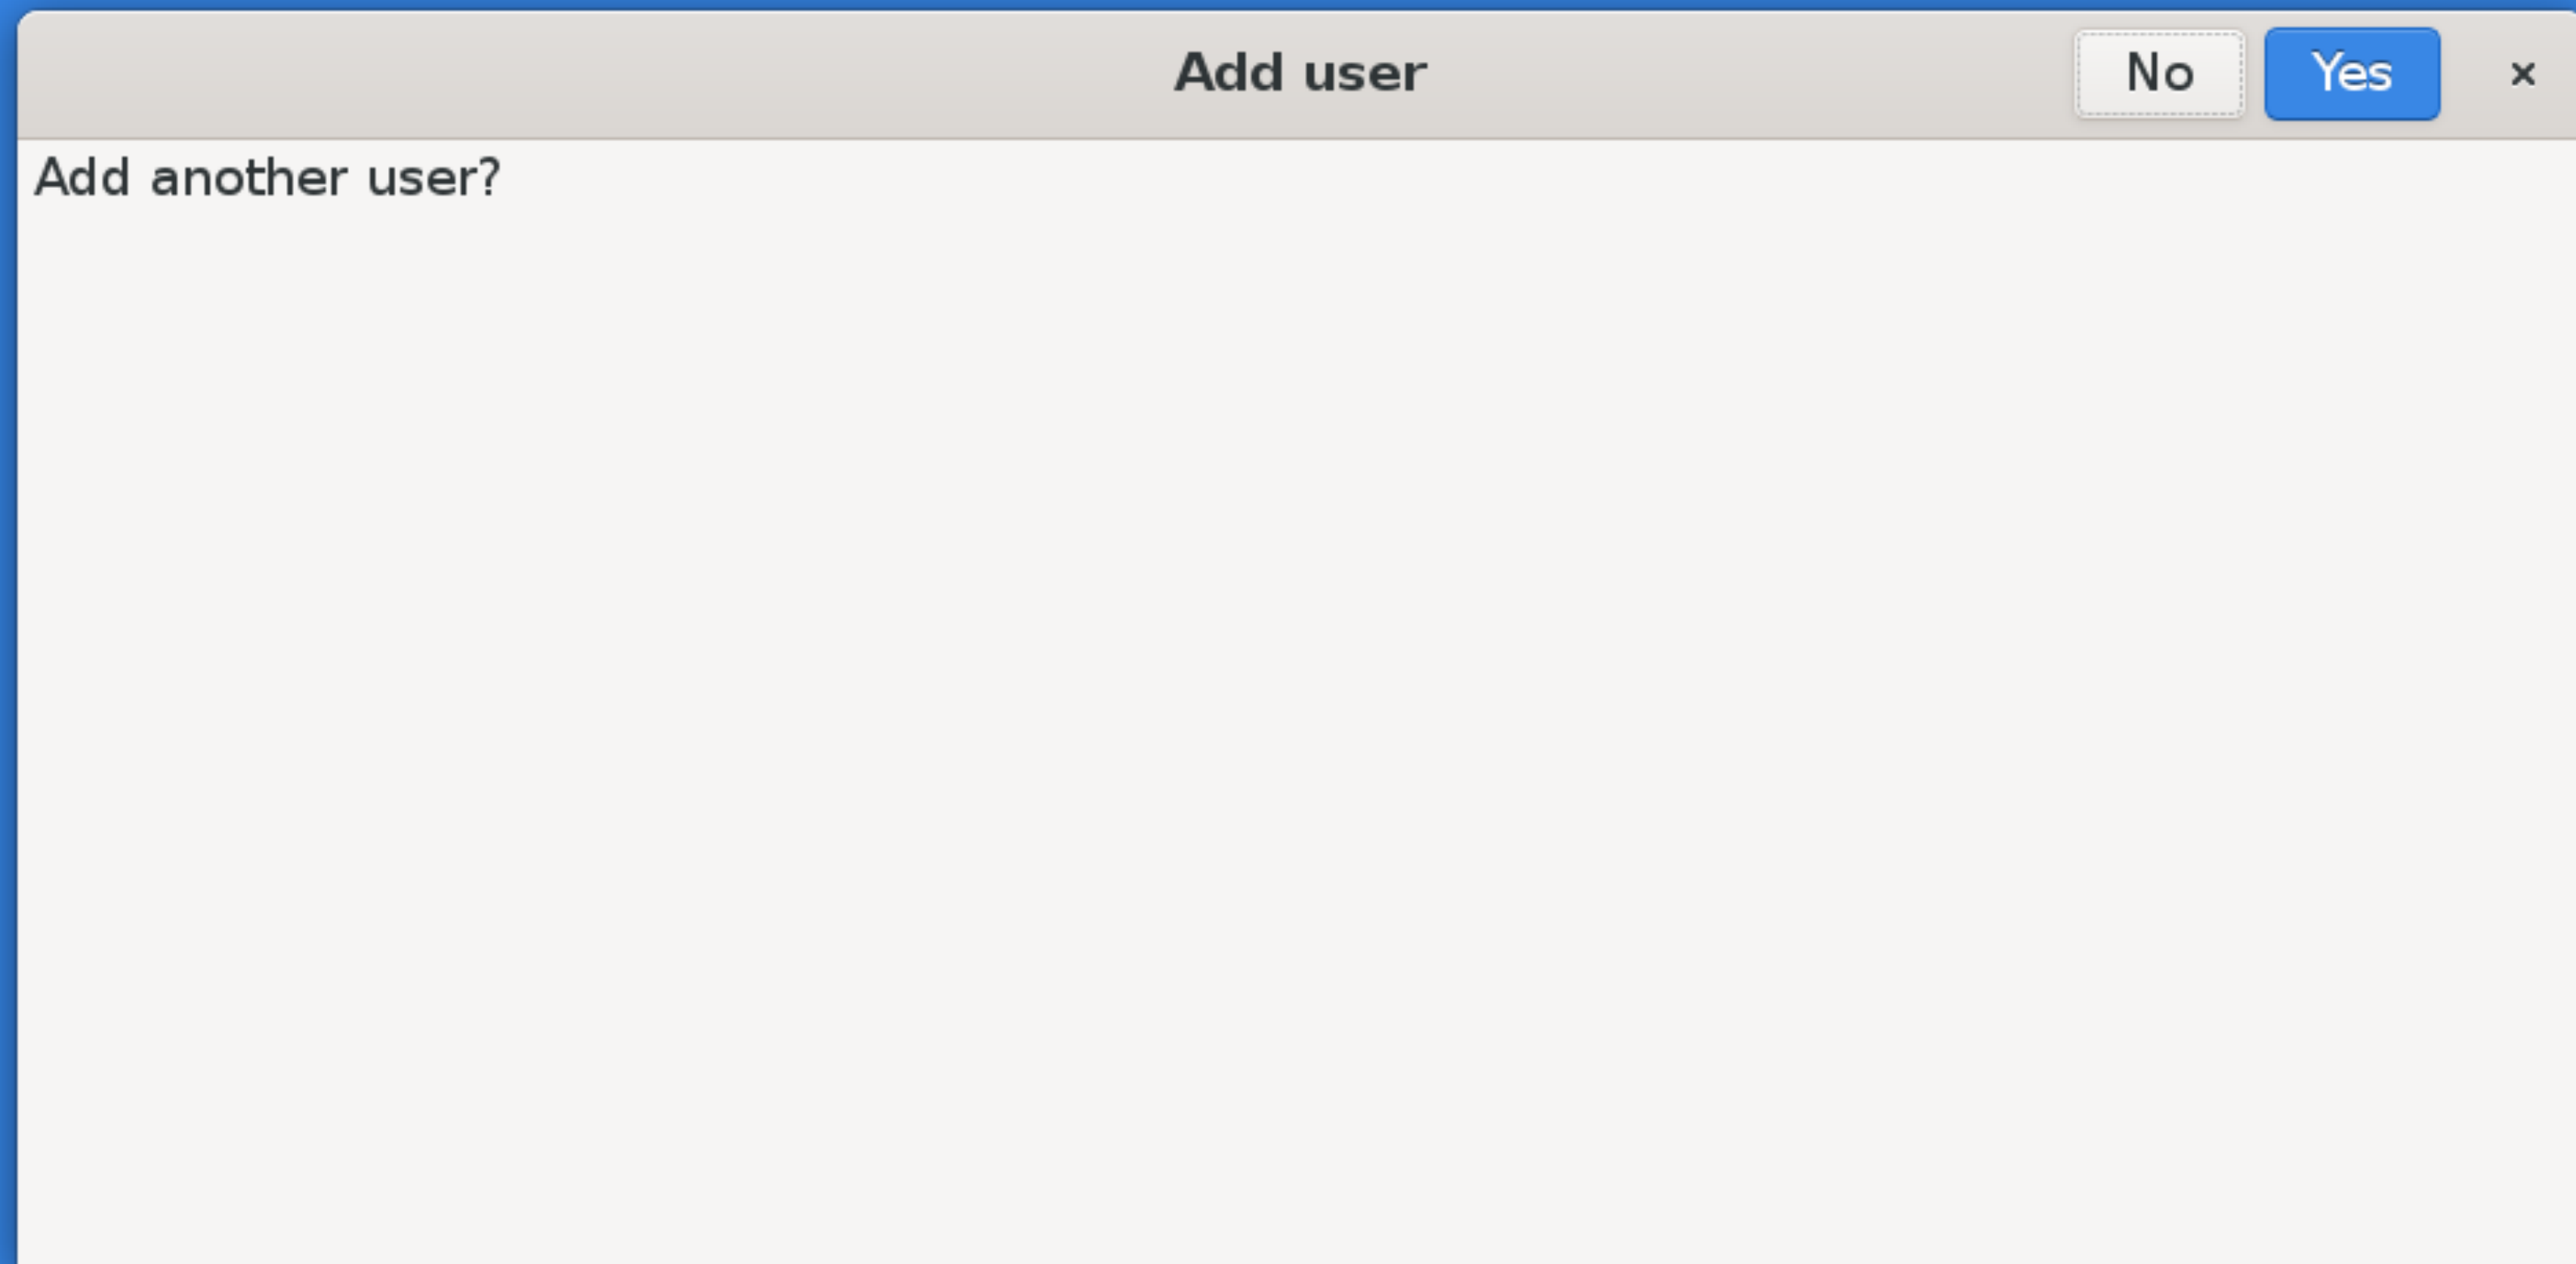 Add user
No
Yes
×
Add another user?